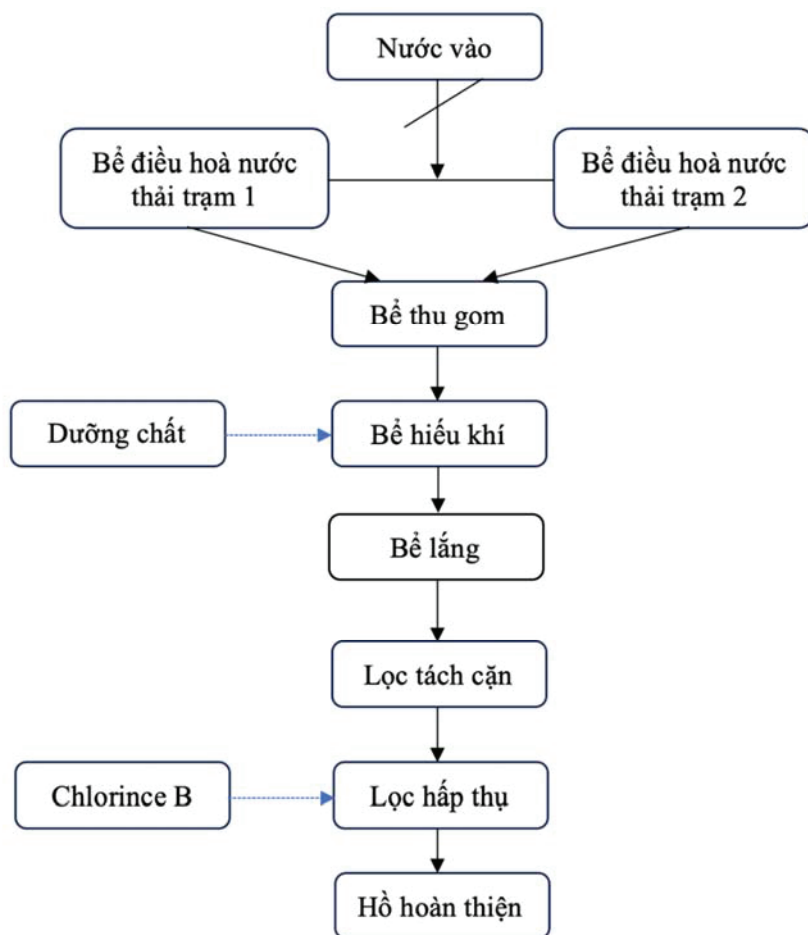 Nước vào
Bể điều hoà nước
thải trạm 1
Bể điều hoà nước
thải trạm 2
Bể thu gom
Dưỡng chất
Bể hiếu khí
Bể lắng
Lọc tách cặn
Chlorince B
Lọc hấp thụ
Hồ hoàn thiện